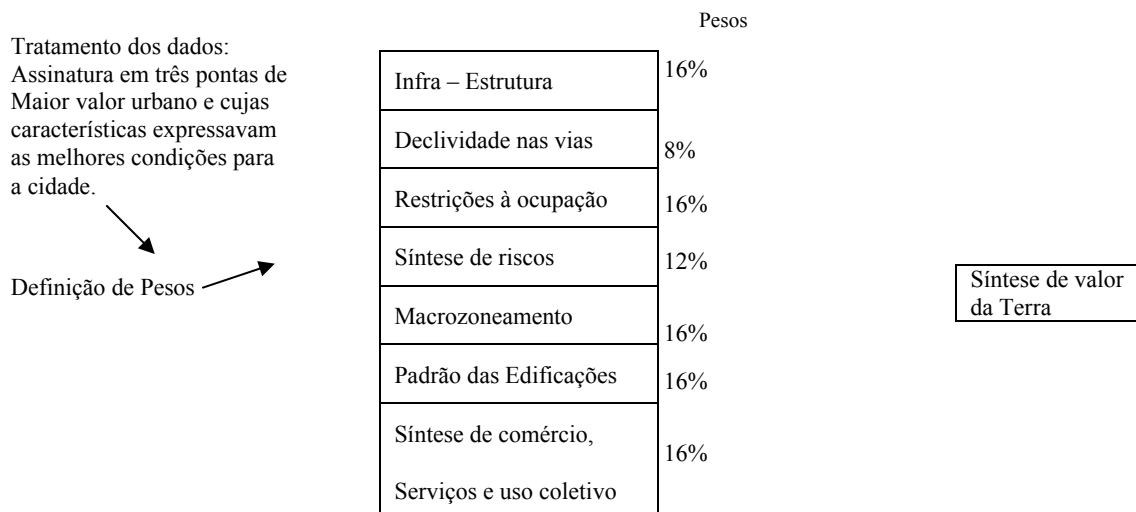 Pesos
Tratamento dos dados:
Assinatura em três pontas de
Maior valor urbano e cujas
características expressavam
as melhores condições para
a cidade.
Definição de Pesos
Infra – Estrutura
16%
Declividade nas vias
8%
Restrições à ocupação
16%
Síntese de riscos
12%
Macrozoneamento
16%
Padrão das Edificações
16%
Síntese de comércio,
Serviços e uso coletivo
16%
Síntese de valor
da Terra